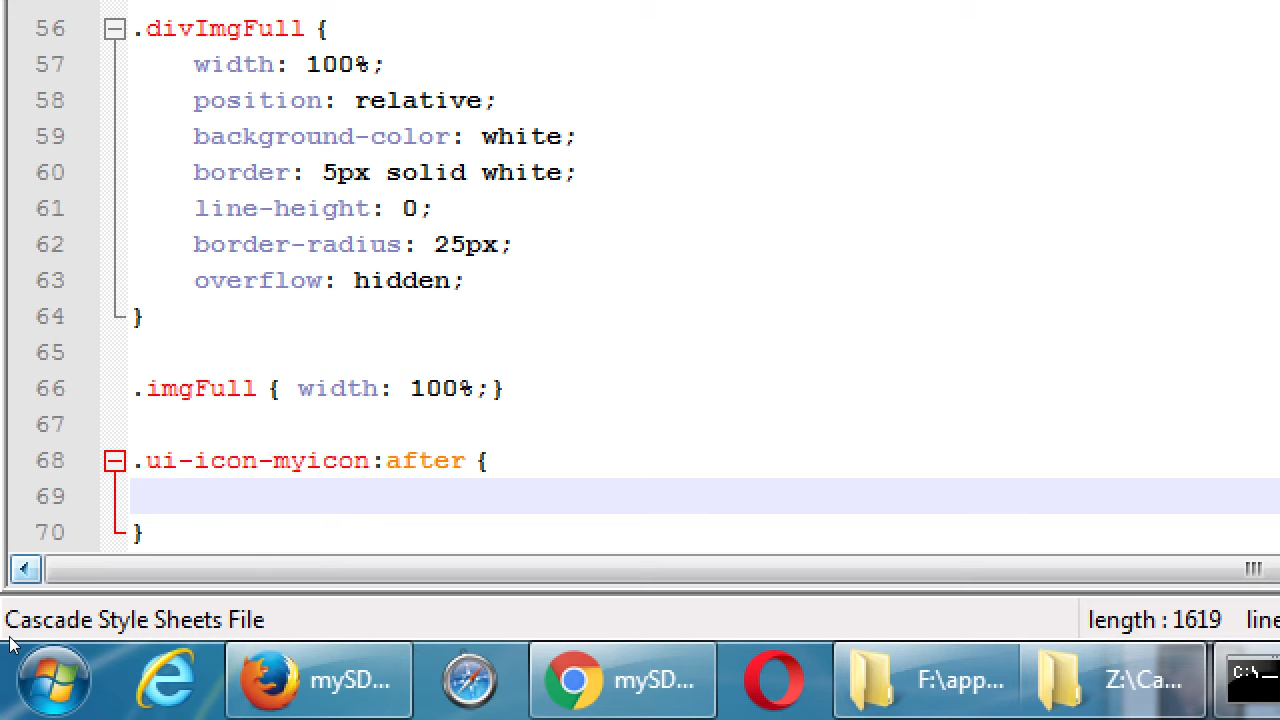 56 .divImgFull {
57 width: 100%;
58 position: relative;
59 background-color: white;
60 border: 5px solid white;
61 line-height: 0;
62 border-radius: 25px;
63 overflow: hidden;
64 }
65
66 .imgFull { width: 100%;}
67
68 .ui-icon-myicon:after {
69
70 }
Cascade Style Sheets File length : 1619 line
mySD... mySD... F:\app... Z:\Ca... C:\